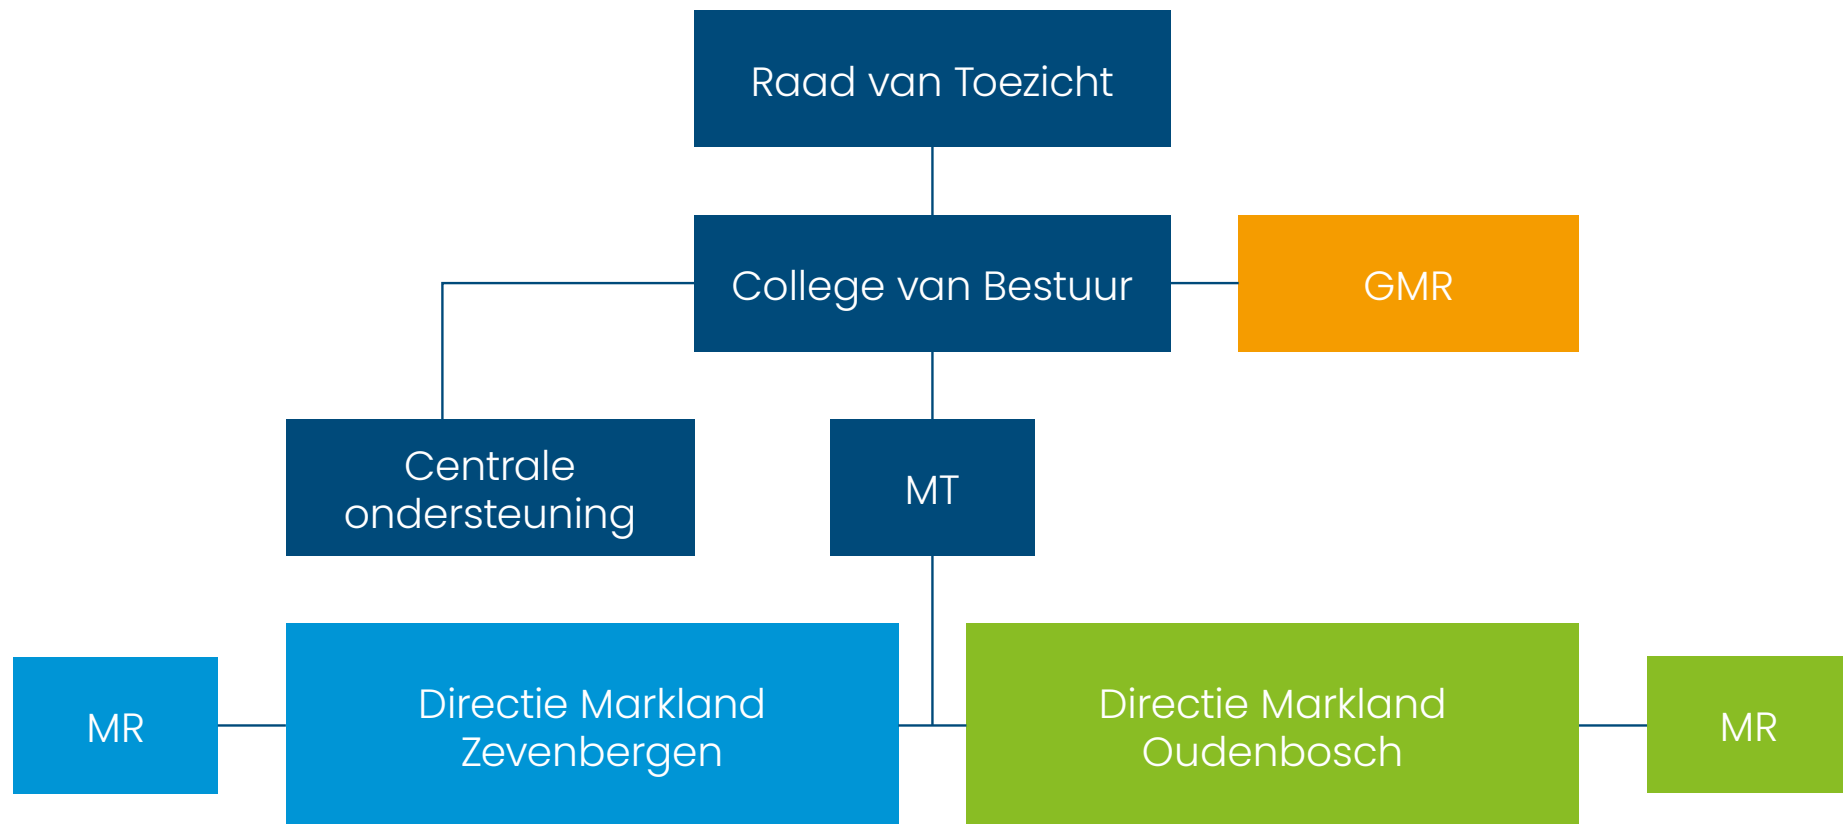 Raad van Toezicht
College van Bestuur
GMR
Centrale
ondersteuning
MT
MR
Directie Markland
Zevenbergen
Directie Markland
Oudenbosch
MR